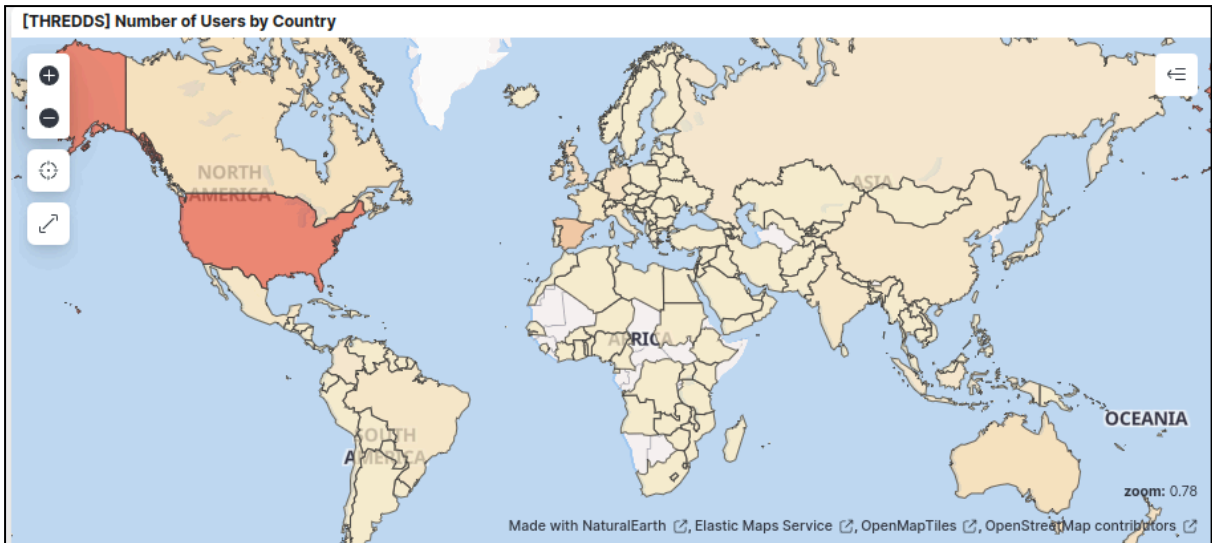 [THREDDS] Number of Users by Country
NORTH
AMERICA
ASIA
AFRICA
OCEANIA
SOUTH
AMERICA
zoom: 0.78
Made with NaturalEarth, Elastic Maps Service, OpenMapTiles, OpenStreetMap contributors